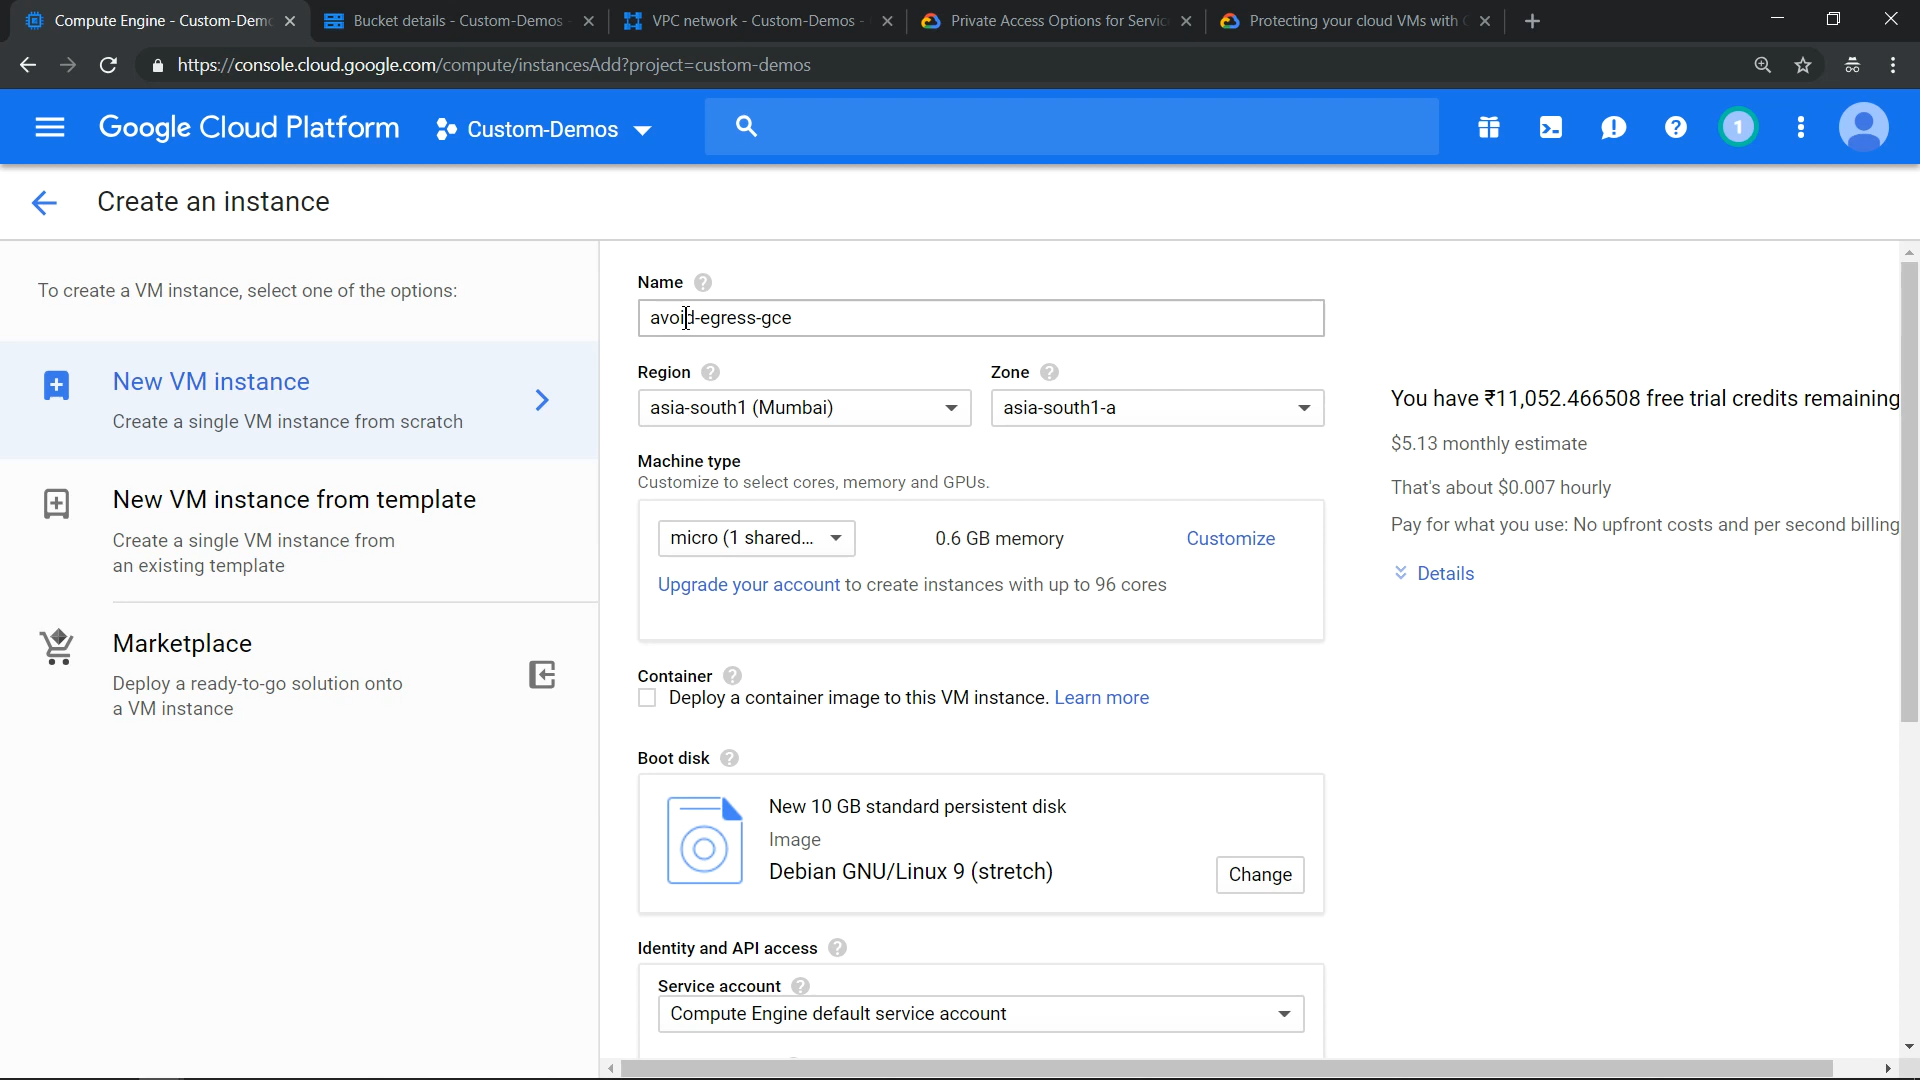 Compute Engine - Custom-Dem
Bucket details - Custom-Demos
VPC network - Custom-Demos -
Private Access Options for Servic
Protecting your cloud VMs with
https://console.cloud.google.com/compute/instancesAdd?project=custom-demos
Google Cloud Platform
Custom-Demos
1
Create an instance
To create a VM instance, select one of the options:
New VM instance
Create a single VM instance from scratch
New VM instance from template
Create a single VM instance from
an existing template
Marketplace
Deploy a ready-to-go solution onto
a VM instance
Name
avoid-egress-gce
Region
Zone
asia-south1 (Mumbai)
asia-south1-a
Machine type
Customize to select cores, memory and GPUs.
micro (1 shared...
0.6 GB memory
Customize
Upgrade your account to create instances with up to 96 cores
Container
Deploy a container image to this VM instance. Learn more
Boot disk
New 10 GB standard persistent disk
Image
Debian GNU/Linux 9 (stretch)
Change
Identity and API access
Service account
Compute Engine default service account
You have ₹11,052.466508 free trial credits remaining
$5.13 monthly estimate
That's about $0.007 hourly
Pay for what you use: No upfront costs and per second billing
Details